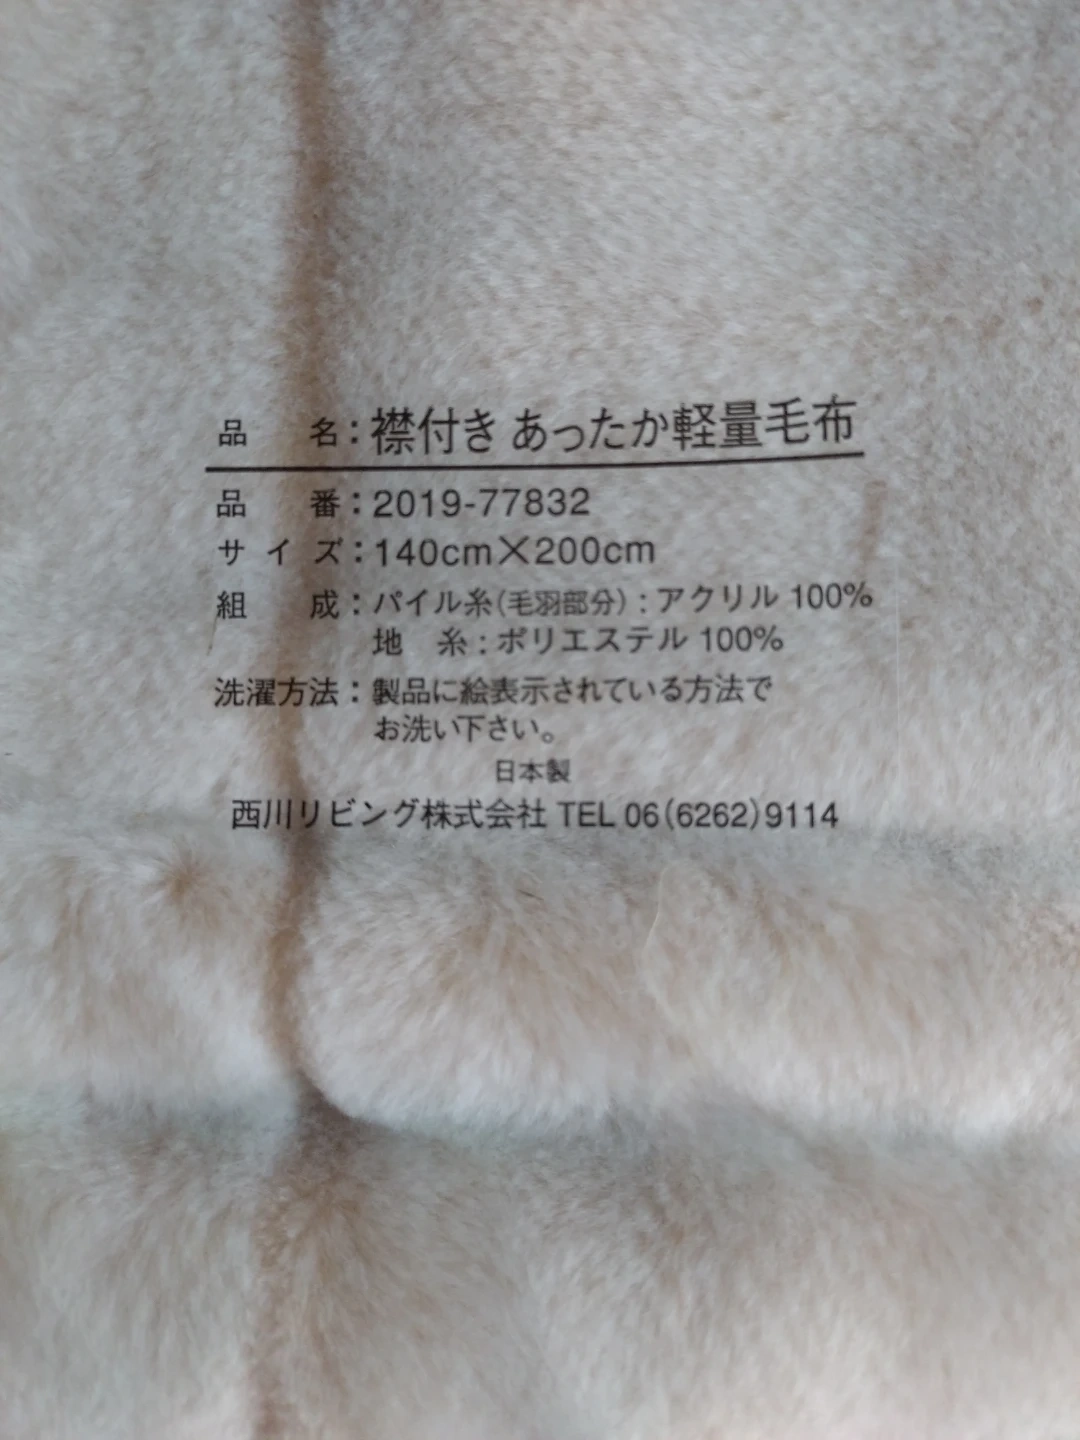 品名：襟付き あったか軽量毛布
品番：2019-77832
サイズ：140cm×200cm
組成：パイル糸（毛羽部分）：アクリル 100%
地糸：ポリエステル 100%
洗濯方法：製品に絵表示されている方法で
お洗い下さい。
日本製
西川リビング株式会社 TEL 06(6262)9114